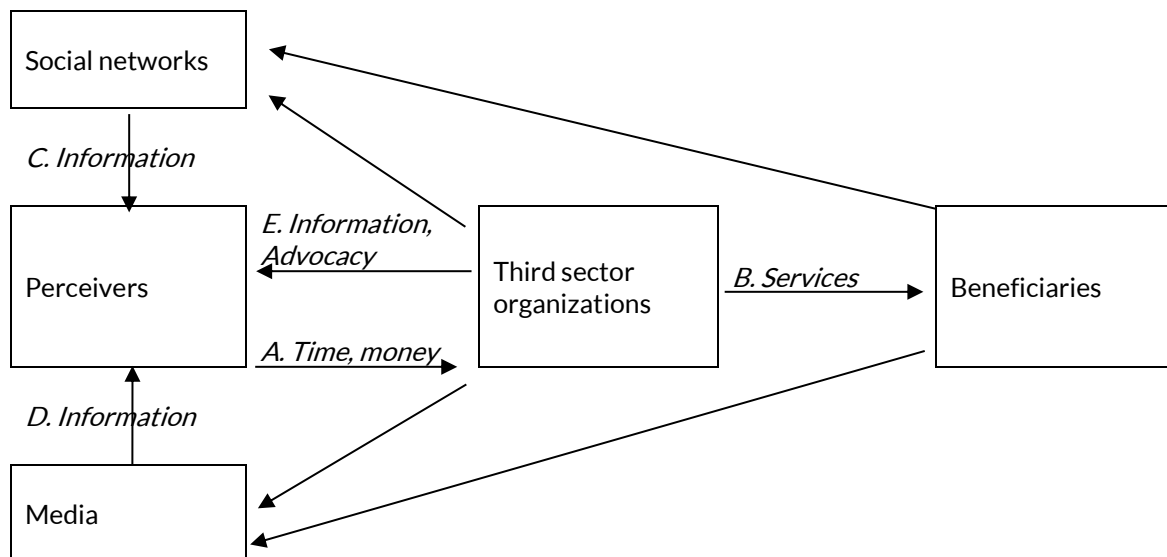 Social networks
C. Information
E. Information,
Advocacy
Perceivers
Third sector
organizations
B. Services
Beneficiaries
A. Time, money
D. Information
Media